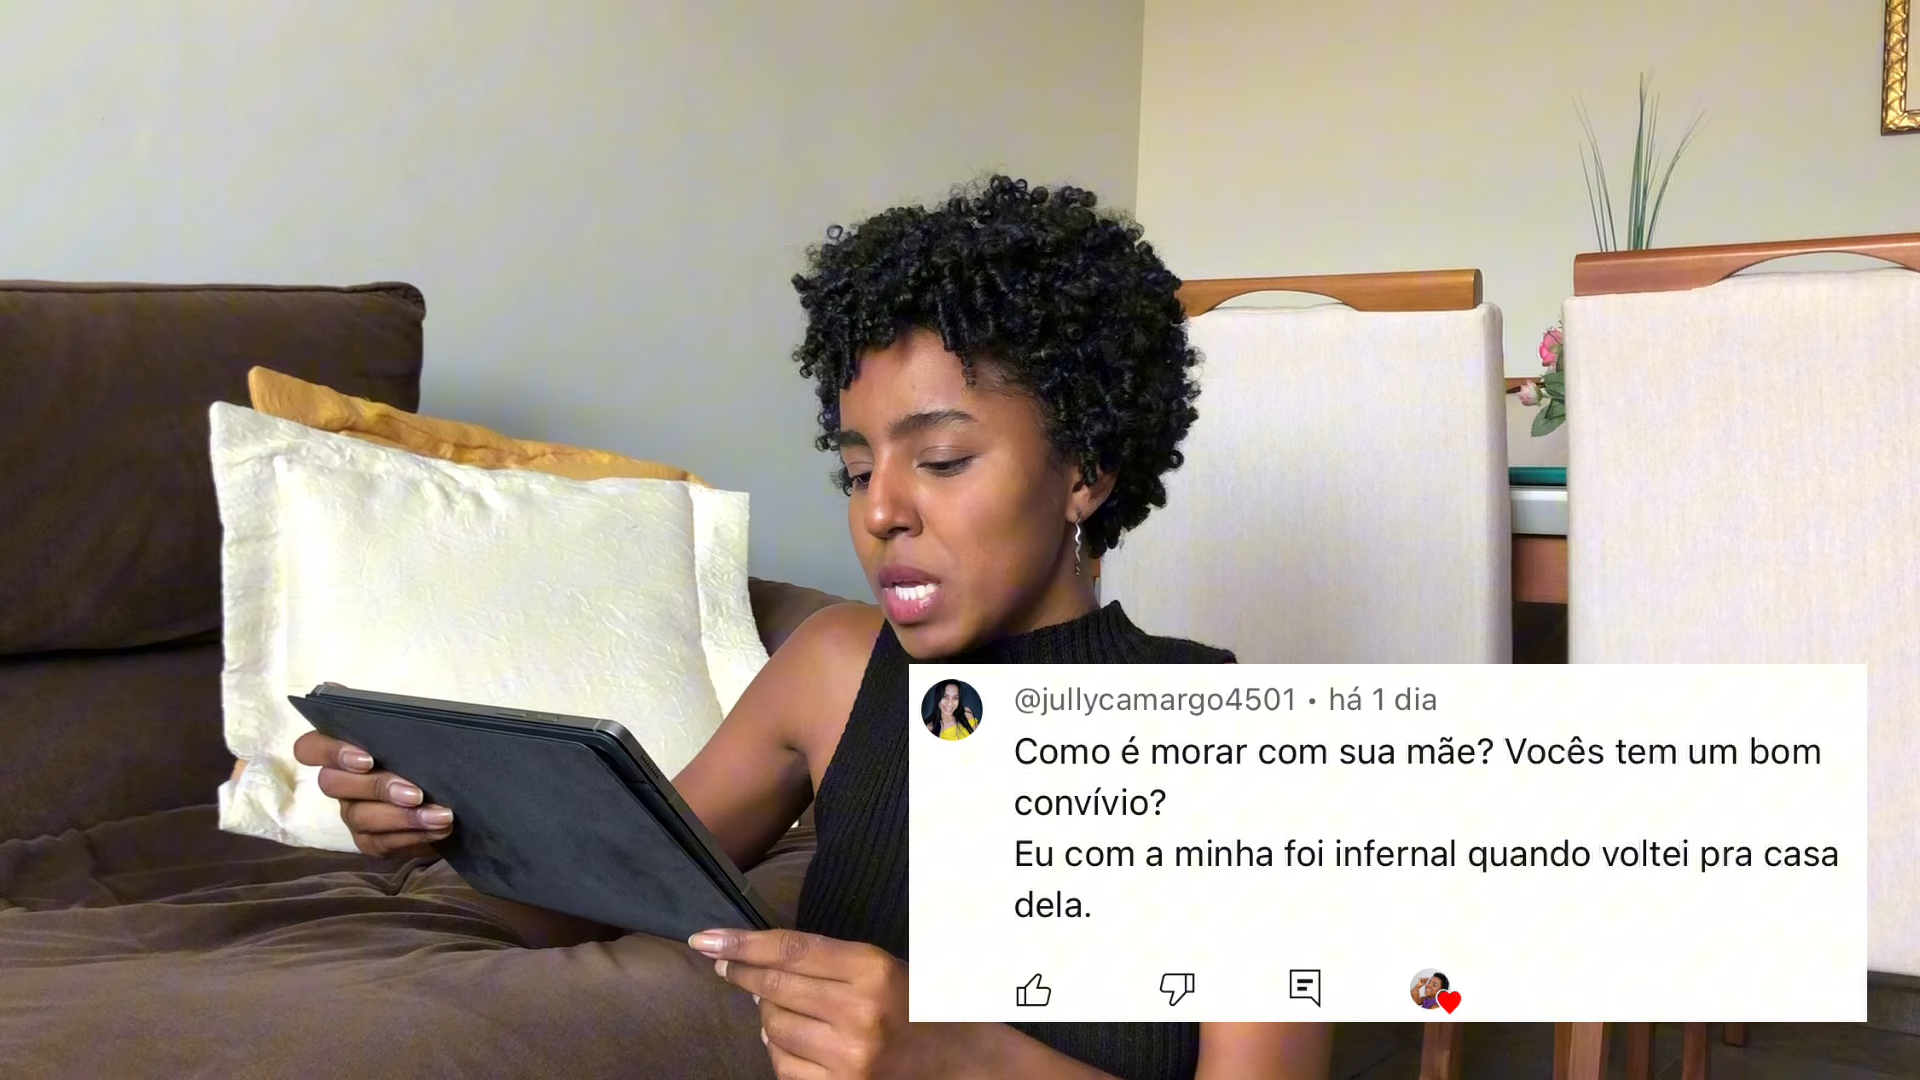 @jullycamargo4501 • há 1 dia
Como é morar com sua mãe? Vocês tem um bom
convívio?
Eu com a minha foi infernal quando voltei pra casa
dela.